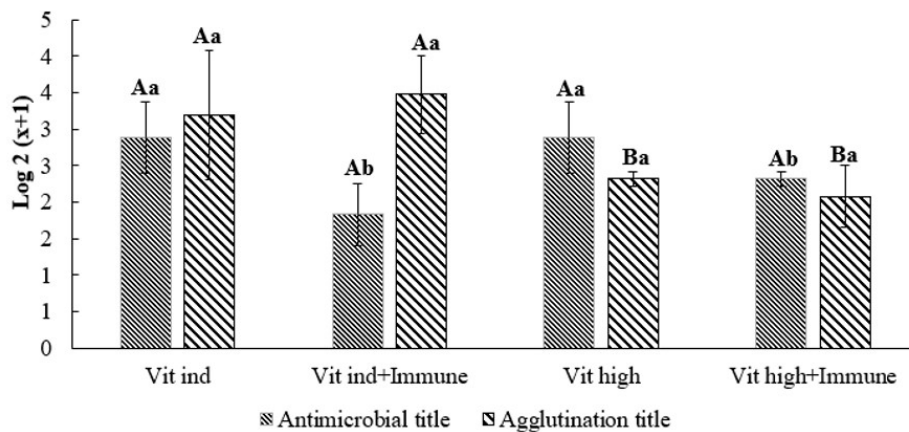 5
4
4
3
3
2
2
1
1
0
Log 2 (x+1)
Aa Aa Ab Aa Aa Ba Ab Ba
Vit ind Vit ind+Immune Vit high Vit high+Immune
Antimicrobial title Agglutination title